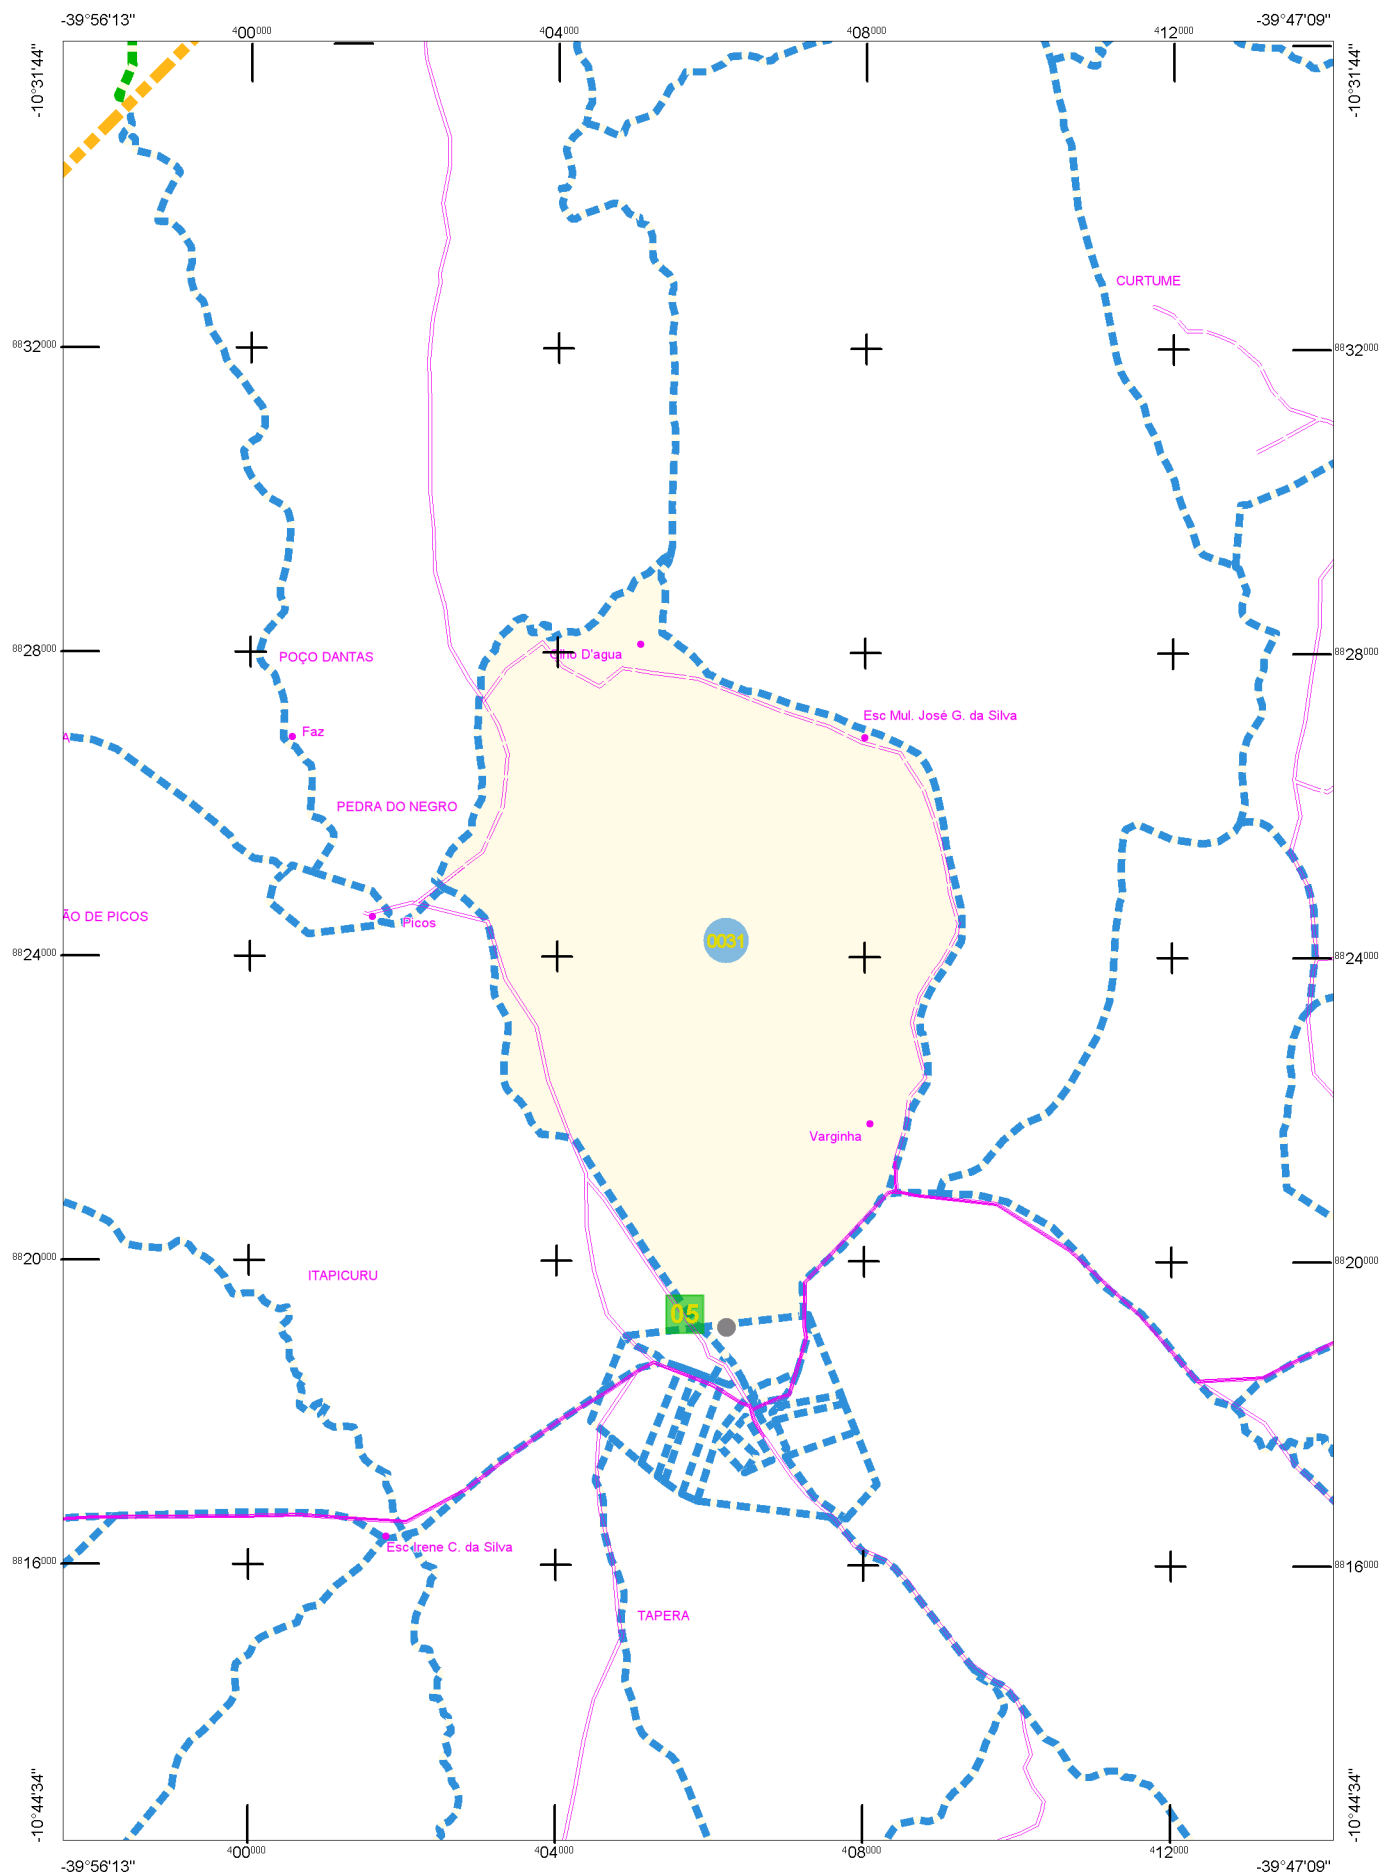 -39°56'13"
400000
404000
408000
412000
-39°47'09"
-10°31'44"
-10°31'44"
CURTUME
8832000
8832000
8828000
8828000
POÇO DANTAS
Olho D'agua
Esc Mul. José G. da Silva
Faz
A
PEDRA DO NEGRO
ÃO DE PICOS
Picos
0031
8824000
8824000
Varginha
8820000
8820000
ITAPICURU
05
Esc Irene C. da Silva
8816000
8816000
TAPERA
-10°44'34"
-10°44'34"
400000
404000
408000
412000
-39°56'13"
-39°47'09"